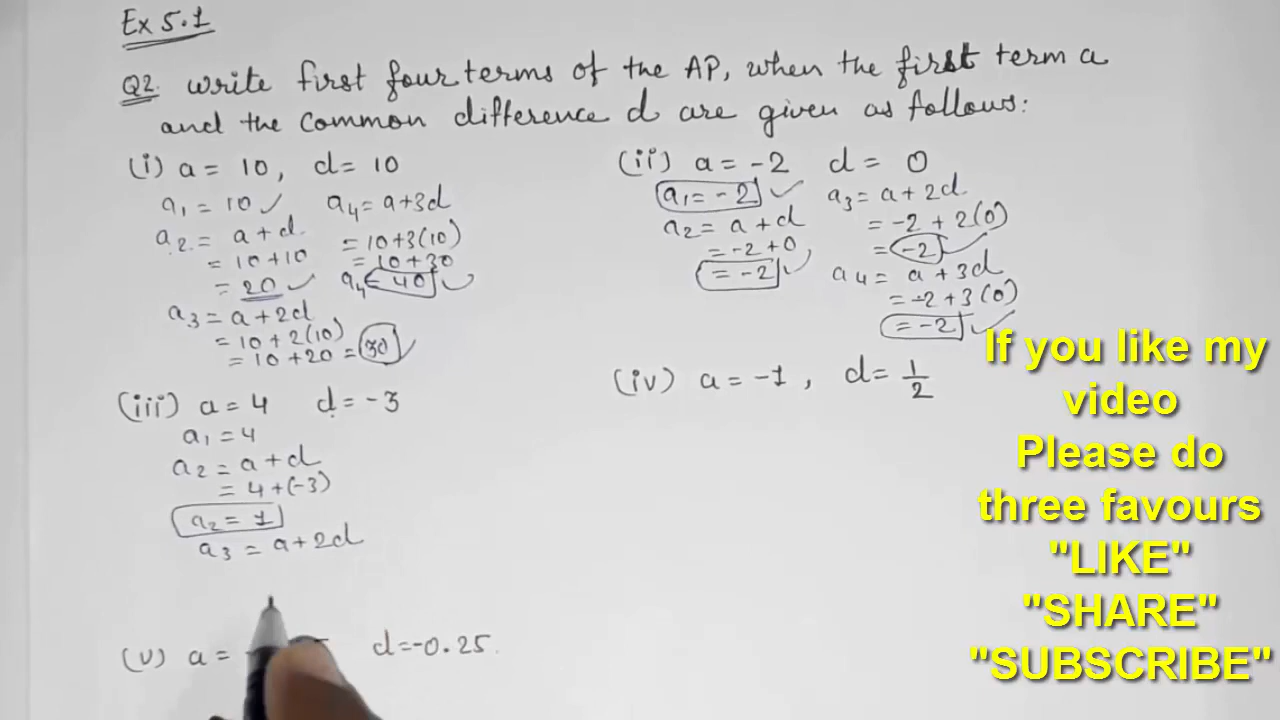 Ex 5.1
Q2. Write first four terms of the AP, when the first term a
and the common difference d are given as follows:
(i) a = 10, d = 10
a₁ = 10 ✓
a₂ = a + d
= 10 + 10
= 20 ✓
a₃ = a + 2d
= 10 + 2(10)
= 10 + 20 = 30 ✓
a₄ = a + 3d
= 10 + 3(10)
= 10 + 30
a₄ = 40 ✓
(ii) a = -2 d = 0
a₁ = -2 ✓
a₂ = a + d
= -2 + 0
= -2 ✓
a₃ = a + 2d
= -2 + 2(0)
= -2 ✓
a₄ = a + 3d
= -2 + 3(0)
= -2 ✓
(iii) a = 4 d = -3
a₁ = 4
a₂ = a + d
= 4 + (-3)
a₂ = 1
a₃ = a + 2d
(iv) a = -1, d = 1/2
(v) a = d = -0.25.
If you like my
video
Please do
three favours
"LIKE"
"SHARE"
"SUBSCRIBE"